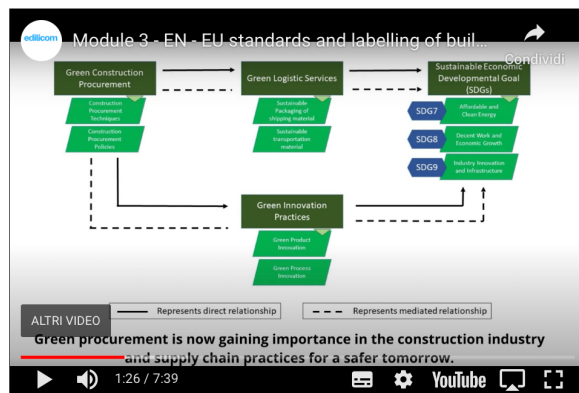 edilicom
Module 3 - EN - EU standards and labelling of buil...
Condividi
Green Construction
Procurement
Construction
Procurement
Techniques
Construction
Procurement
Policies
Green Logistic Services
Sustainable
Packaging of
shipping material
Sustainable
transportation
material
Sustainable Economic
Developmental Goal
(SDGs)
SDG7
Affordable and
Clean Energy
SDG8
Decent Work and
Economic Growth
SDG9
Industry Innovation
and Infrastructure
Green Innovation
Practices
Green Product
Innovation
Green Process
Innovation
Represents direct relationship
Represents mediated relationship
ALTRI VIDEO
Green procurement is now gaining importance in the construction industry
and supply chain practices for a safer tomorrow.
1:26 / 7:39
YouTube